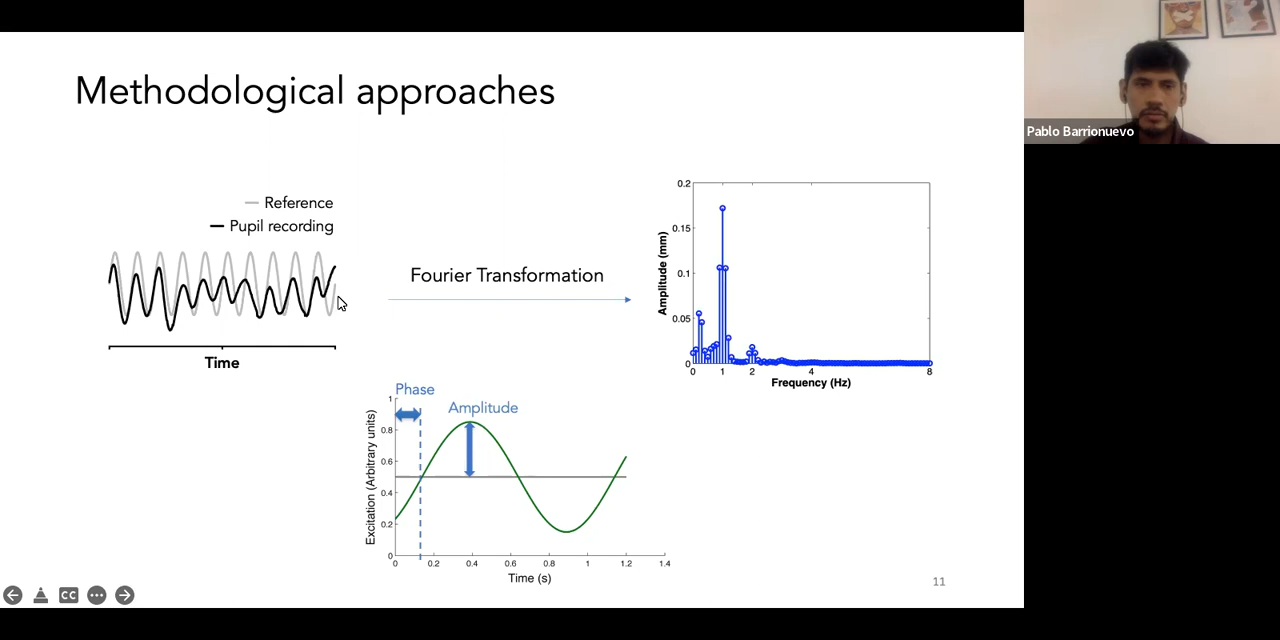 Methodological approaches
Pablo Barrionuevo
Reference
Pupil recording
Time
Fourier Transformation
0.2
0.15
0.1
0.05
0
Amplitude (mm)
0 1 2 4 8
Frequency (Hz)
Phase
Amplitude
1
0.8
0.6
0.4
0.2
0
Excitation (Arbitrary units)
0 0.2 0.4 0.6 0.8 1 1.2 1.4
Time (s)
11
CC